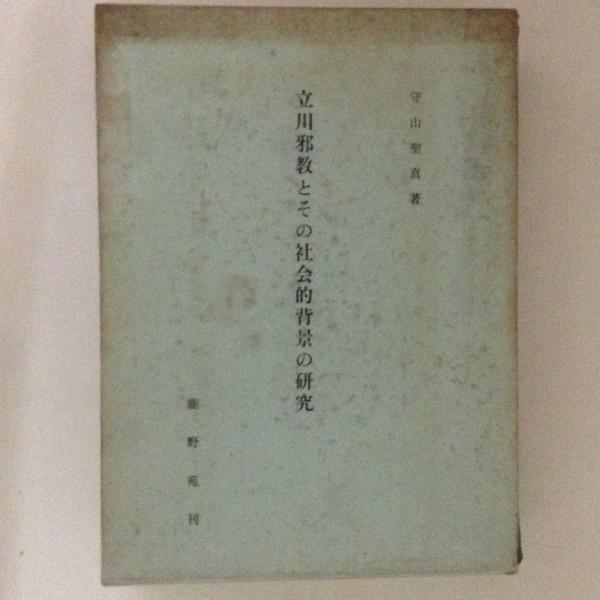 守山聖真著
立川邪教とその社会的背景の研究
鹿野苑刊